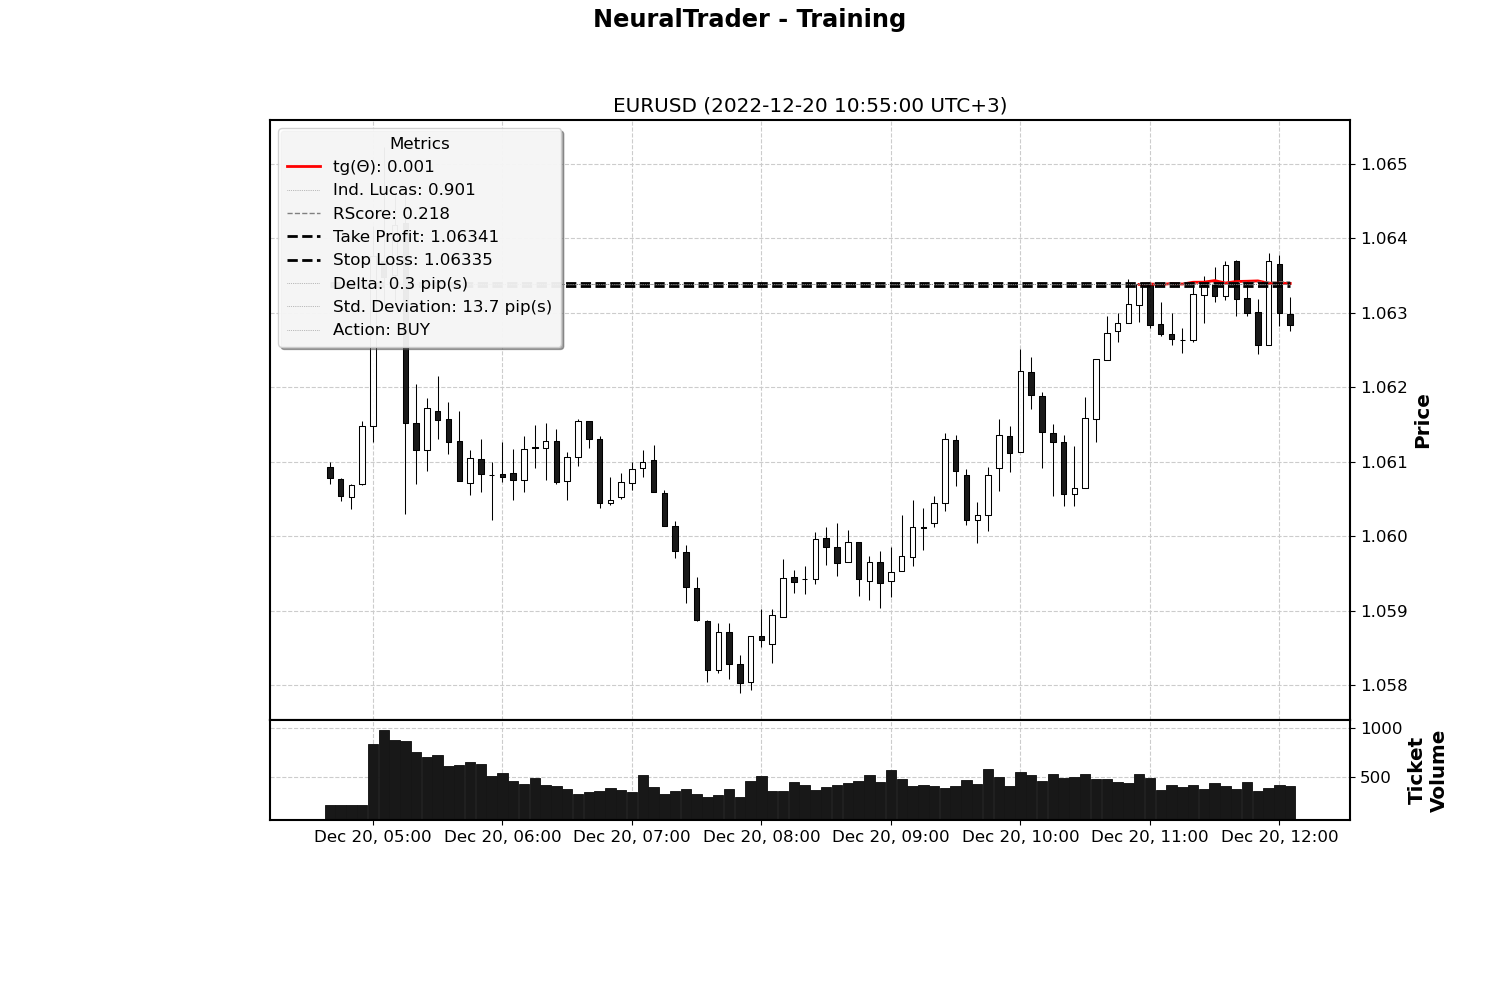 NeuralTrader - Training
EURUSD (2022-12-20 10:55:00 UTC+3)
Metrics
tg(Θ): 0.001
Ind. Lucas: 0.901
RScore: 0.218
Take Profit: 1.06341
Stop Loss: 1.06335
Delta: 0.3 pip(s)
Std. Deviation: 13.7 pip(s)
Action: BUY
1.065
1.064
1.063
1.062
1.061
1.060
1.059
1.058
Price
1000
500
Ticket
Volume
Dec 20, 05:00 Dec 20, 06:00 Dec 20, 07:00 Dec 20, 08:00 Dec 20, 09:00 Dec 20, 10:00 Dec 20, 11:00 Dec 20, 12:00